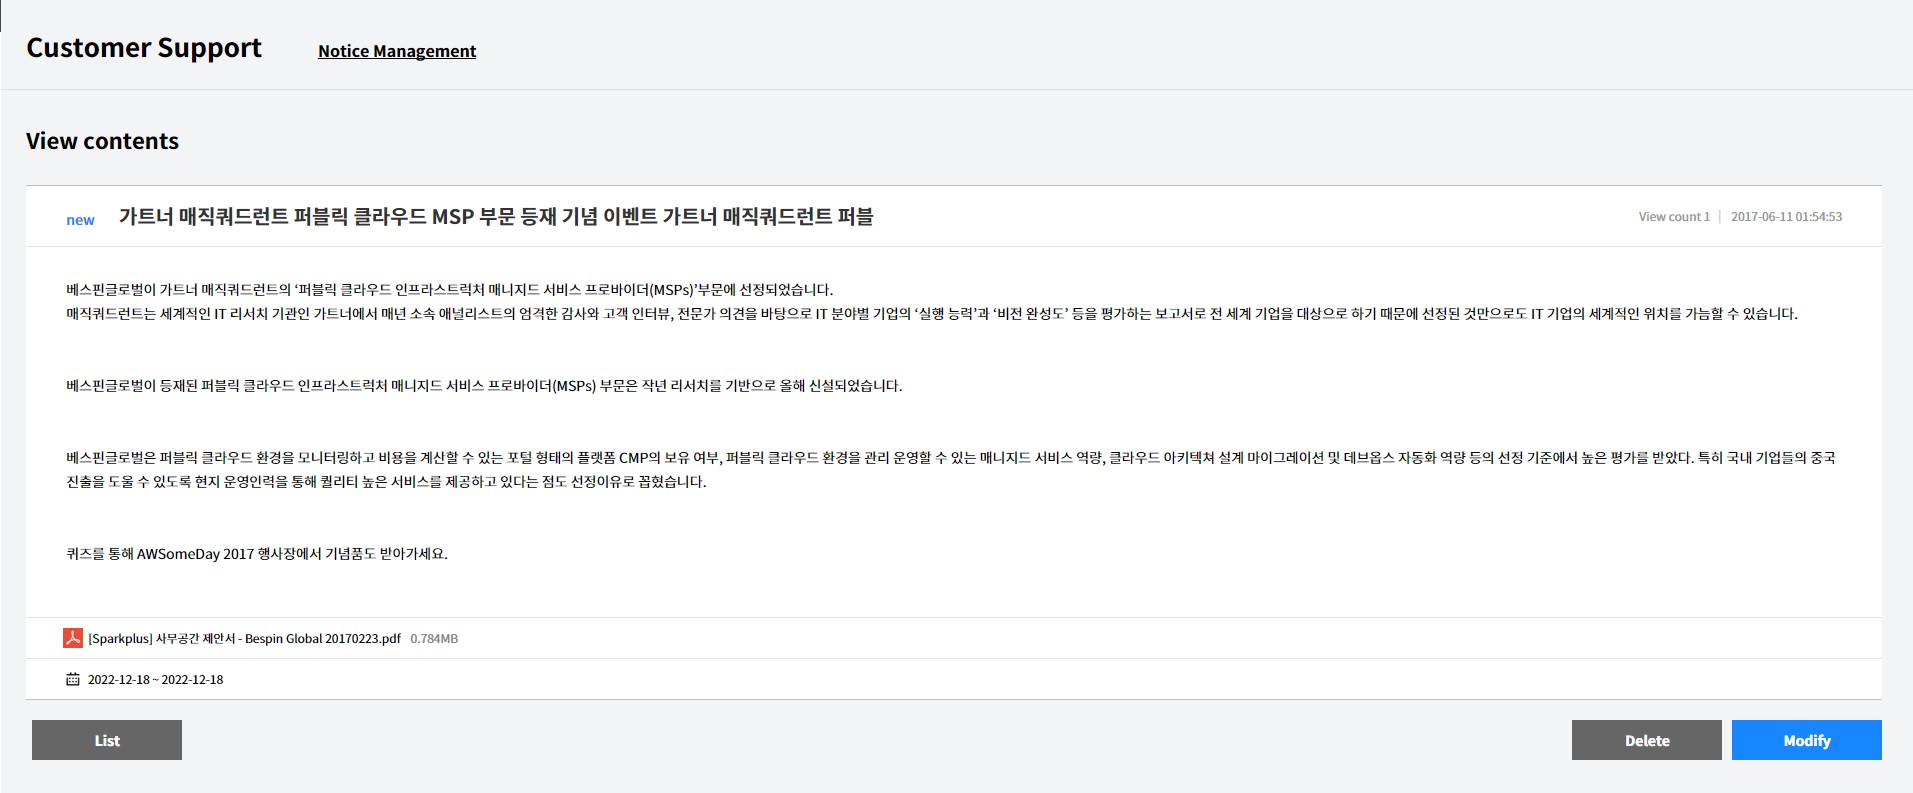 Customer Support Notice Management
View contents
new 가트너 매직쿼드런트 퍼블릭 클라우드 MSP 부문 등재 기념 이벤트 가트너 매직쿼드런트 퍼블 View count 1 | 2017-06-11 01:54:53
베스핀글로벌이 가트너 매직쿼드런트의 ‘퍼블릭 클라우드 인프라스트럭처 매니지드 서비스 프로바이더(MSPs)’부문에 선정되었습니다.
매직쿼드런트는 세계적인 IT 리서치 기관인 가트너에서 매년 소속 애널리스트의 엄격한 감사와 고객 인터뷰, 전문가 의견을 바탕으로 IT 분야별 기업의 ‘실행 능력’과 ‘비전 완성도’ 등을 평가하는 보고서로 전 세계 기업을 대상으로 하기 때문에 선정된 것만으로도 IT 기업의 세계적인 위치를 가늠할 수 있습니다.
베스핀글로벌이 등재된 퍼블릭 클라우드 인프라스트럭처 매니지드 서비스 프로바이더(MSPs) 부문은 작년 리서치를 기반으로 올해 신설되었습니다.
베스핀글로벌은 퍼블릭 클라우드 환경을 모니터링하고 비용을 계산할 수 있는 포털 형태의 플랫폼 CMP의 보유 여부, 퍼블릭 클라우드 환경을 관리 운영할 수 있는 매니지드 서비스 역량, 클라우드 아키텍쳐 설계 마이그레이션 및 데브옵스 자동화 역량 등의 선정 기준에서 높은 평가를 받았다. 특히 국내 기업들의 중국
진출을 도울 수 있도록 현지 운영인력을 통해 퀄리티 높은 서비스를 제공하고 있다는 점도 선정이유로 꼽혔습니다.
퀴즈를 통해 AWSomeDay 2017 행사장에서 기념품도 받아가세요.
[Sparkplus] 사무공간 제안서 - Bespin Global 20170223.pdf 0.784MB
2022-12-18 ~ 2022-12-18
List Delete Modify